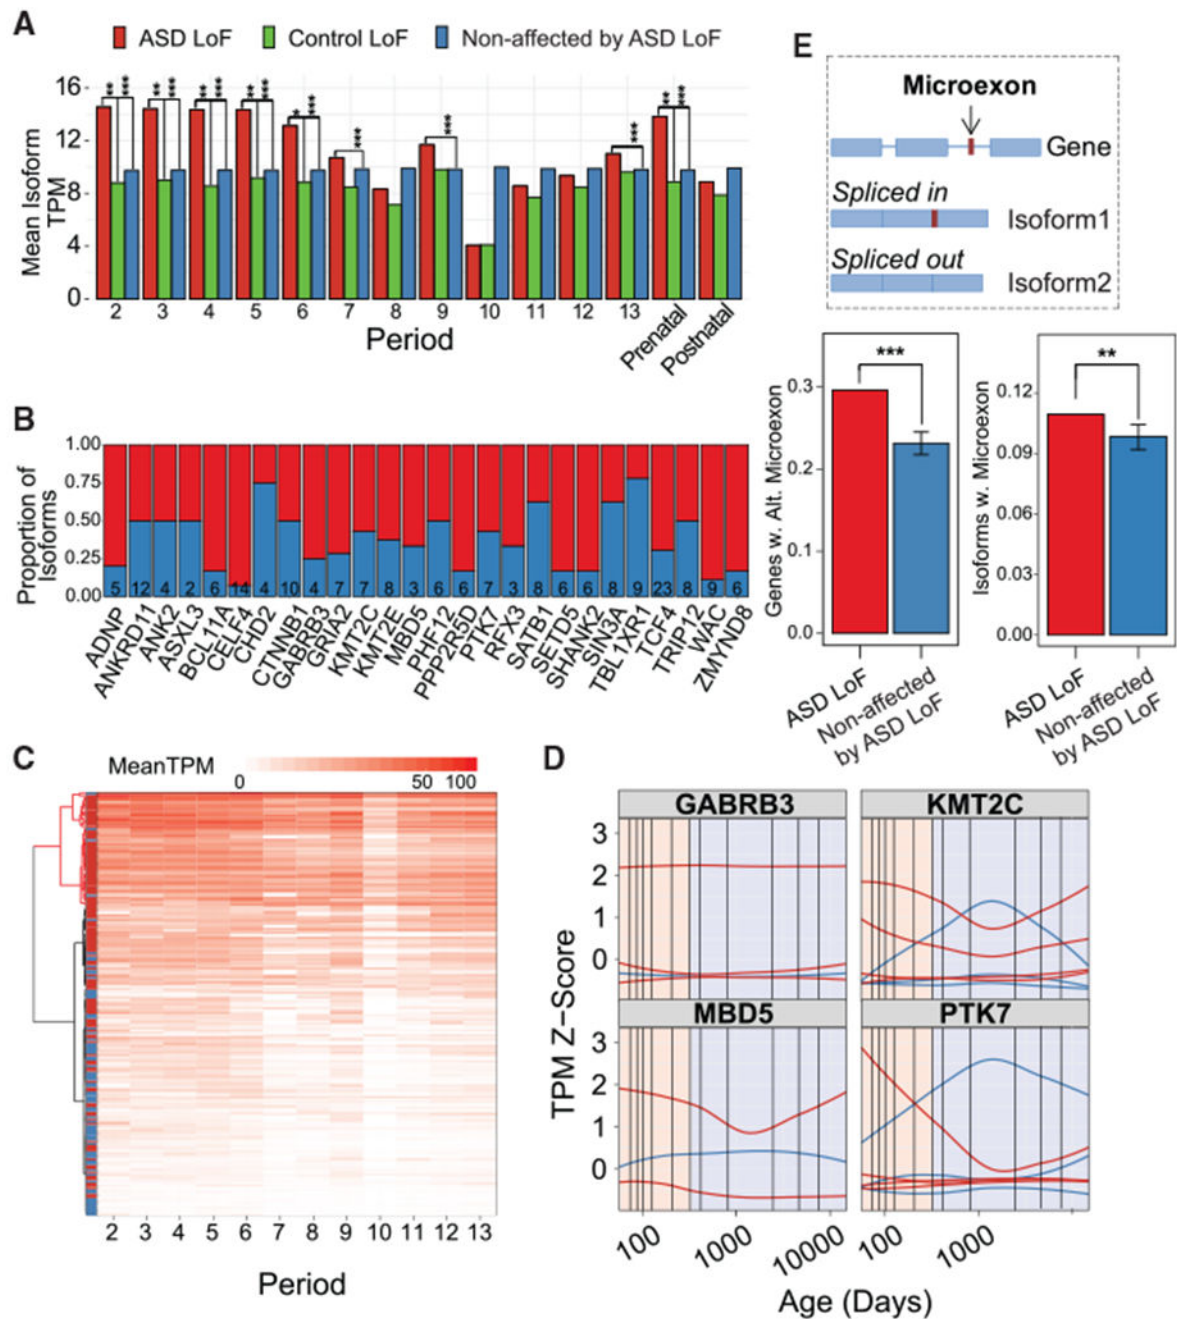 A
ASD LoF Control LoF Non-affected by ASD LoF
Mean Isoform
TPM
16
12
8
4
0
** *** ** *** ** *** ** *** * *** *** *** *** ** ***
2 3 4 5 6 7 8 9 10 11 12 13 Prenatal Postnatal
Period
B
Proportion of
Isoforms
1.00
0.75
0.50
0.25
0.00
5 12 4 2 6 14 4 10 4 7 7 8 3 6 6 7 3 8 6 6 8 9 23 8 9 6
ADNP ANKRD11 ANK2 ASXL3 BCL11A CELF4 CHD2 CTNNB1 GABRB3 GRIA2 KMT2C KMT2E MBD5 PHF12 PPP2R5D PTK7 RFX3 SATB1 SETD5 SHANK2 SIN3A TBL1XR1 TCF4 TRIP12 WAC ZMYND8
C
MeanTPM
0 50 100
2 3 4 5 6 7 8 9 10 11 12 13
Period
D
GABRB3 KMT2C
3
2
1
0
MBD5 PTK7
3
2
1
0
TPM Z-Score
100 1000 10000 100 1000
Age (Days)
E
Microexon
Gene
Spliced in
Isoform1
Spliced out
Isoform2
Genes w. Alt. Microexon
0.3
0.2
0.1
0.0
***
ASD LoF
Non-affected
by ASD LoF
Isoforms w. Microexon
0.12
0.09
0.06
0.03
0.00
**
ASD LoF
Non-affected
by ASD LoF